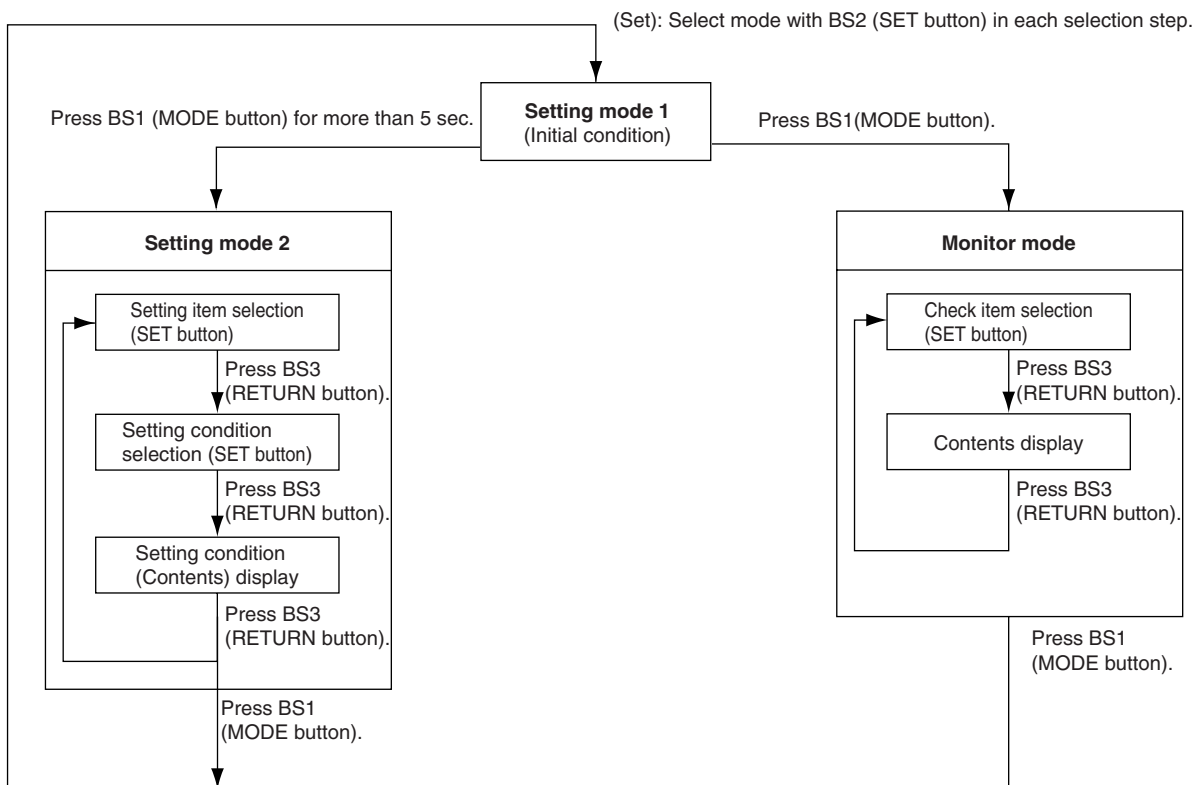 (Set): Select mode with BS2 (SET button) in each selection step.
Setting mode 1
(Initial condition)
Press BS1 (MODE button) for more than 5 sec.
Press BS1(MODE button).
Setting mode 2
Setting item selection
(SET button)
Press BS3
(RETURN button).
Setting condition
selection (SET button)
Press BS3
(RETURN button).
Setting condition
(Contents) display
Press BS3
(RETURN button).
Press BS1
(MODE button).
Monitor mode
Check item selection
(SET button)
Press BS3
(RETURN button).
Contents display
Press BS3
(RETURN button).
Press BS1
(MODE button).